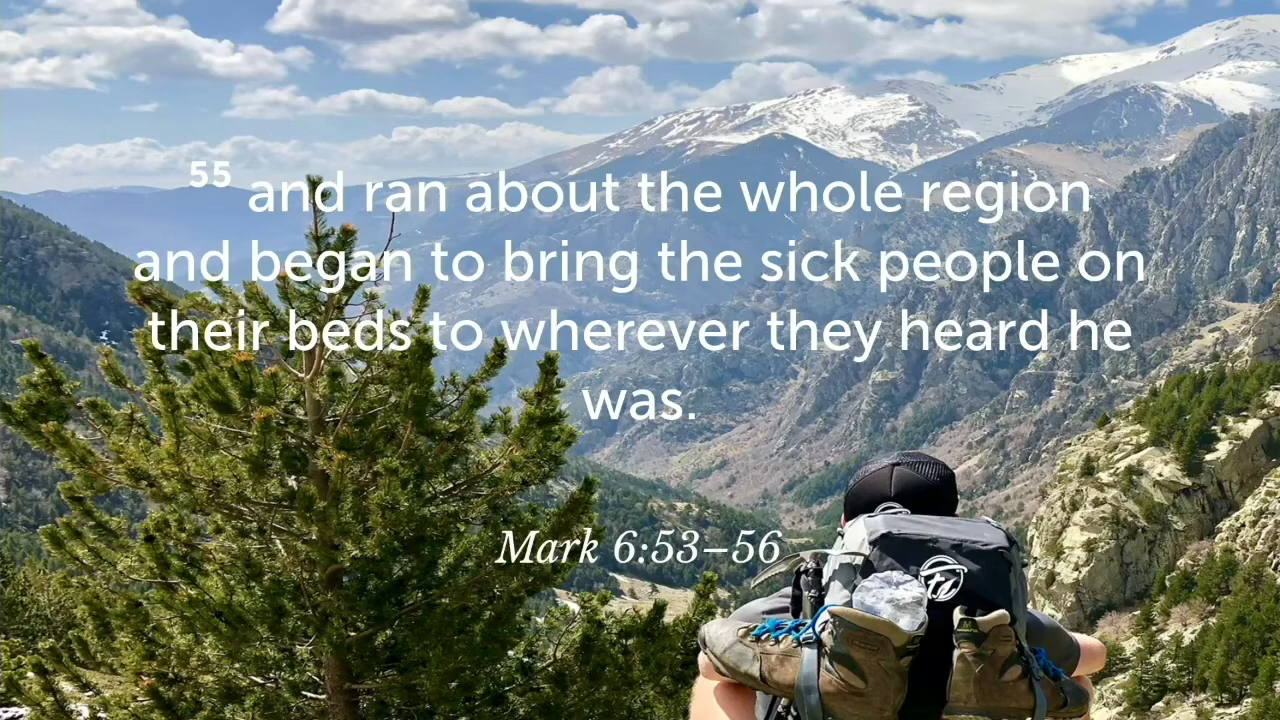 55 and ran about the whole region
and began to bring the sick people on
their beds to wherever they heard he
was.
Mark 6:53–56